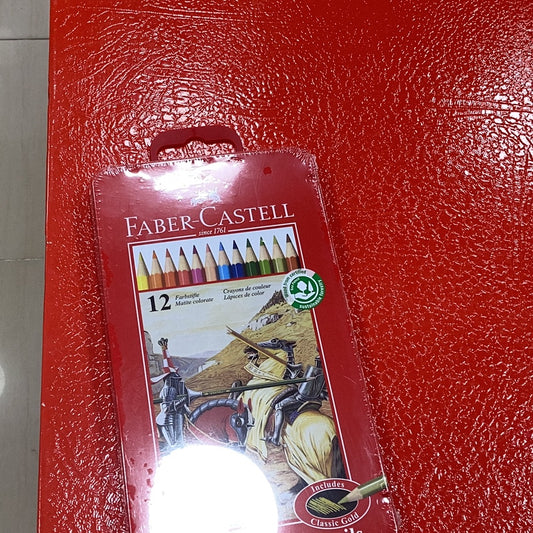 FABER-CASTELL
since 1761
12 Farbstifte Crayons de couleur
Matite colorate Lápices de color
Includes
Classic Gold